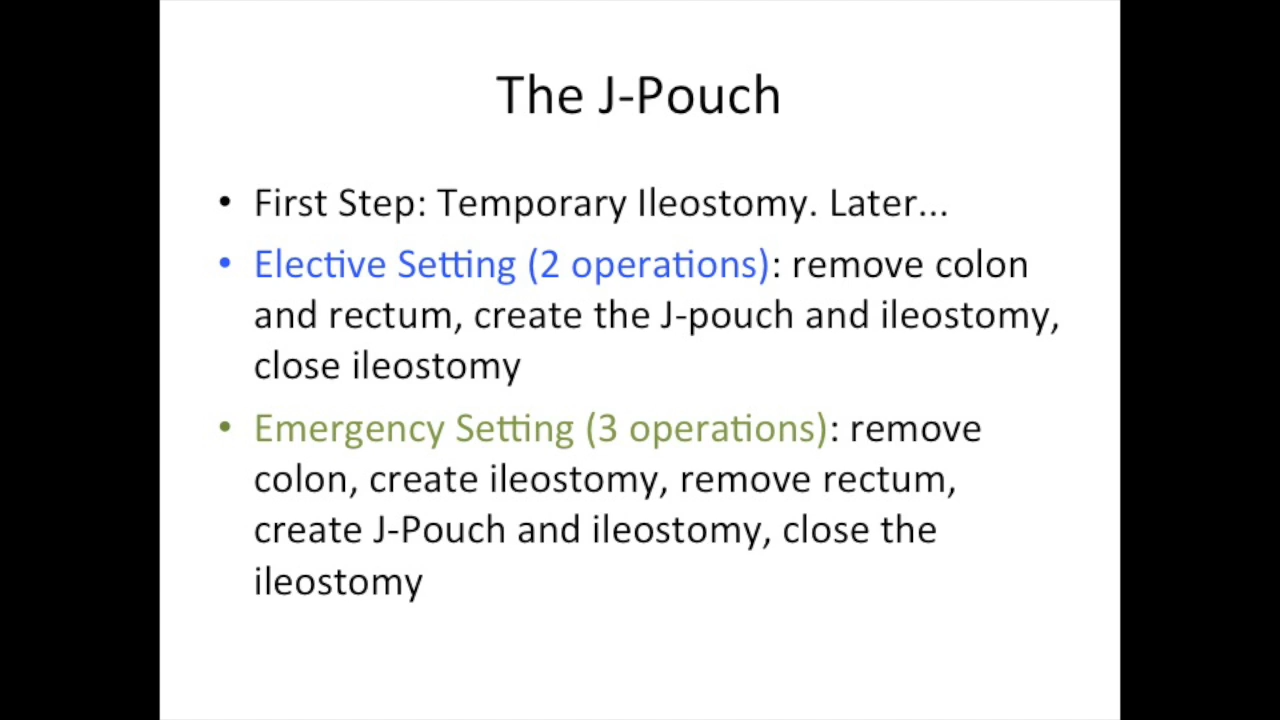 The J-Pouch
• First Step: Temporary Ileostomy. Later...
• Elective Setting (2 operations): remove colon
and rectum, create the J-pouch and ileostomy,
close ileostomy
• Emergency Setting (3 operations): remove
colon, create ileostomy, remove rectum,
create J-Pouch and ileostomy, close the
ileostomy